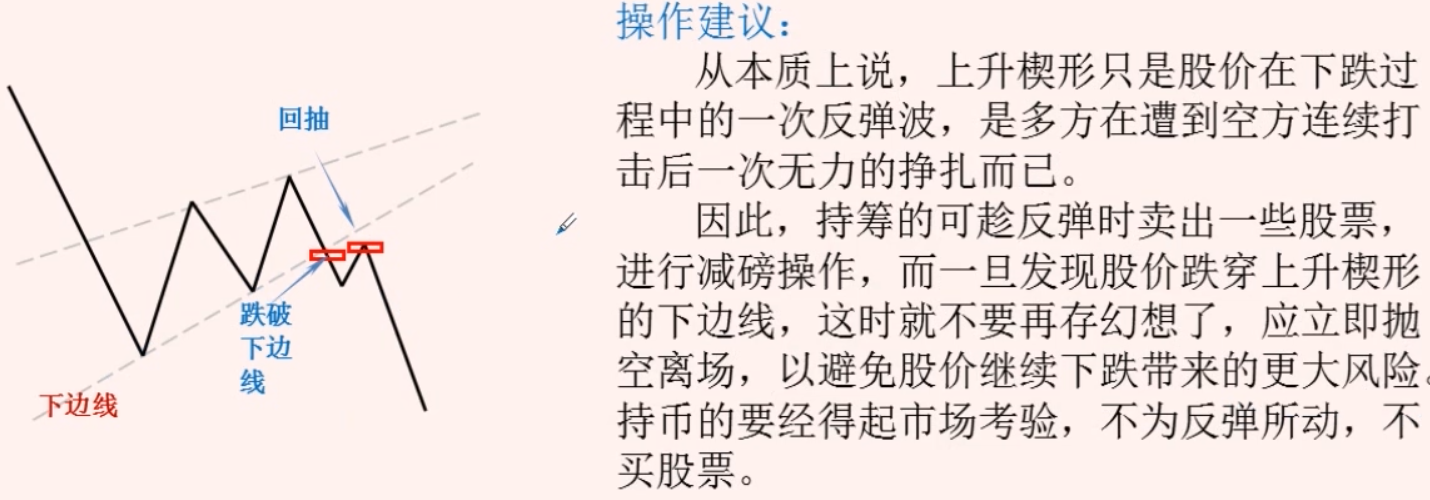 回抽
跌破
下边
线
下边线
操作建议：
从本质上说，上升楔形只是股价在下跌过
程中的一次反弹波，是多方在遭到空方连续打
击后一次无力的挣扎而已。
因此，持筹的可趁反弹时卖出一些股票，
进行减磅操作，而一旦发现股价跌穿上升楔形
的下边线，这时就不要再存幻想了，应立即抛
空离场，以避免股价继续下跌带来的更大风险。
持币的要经得起市场考验，不为反弹所动，不
买股票。